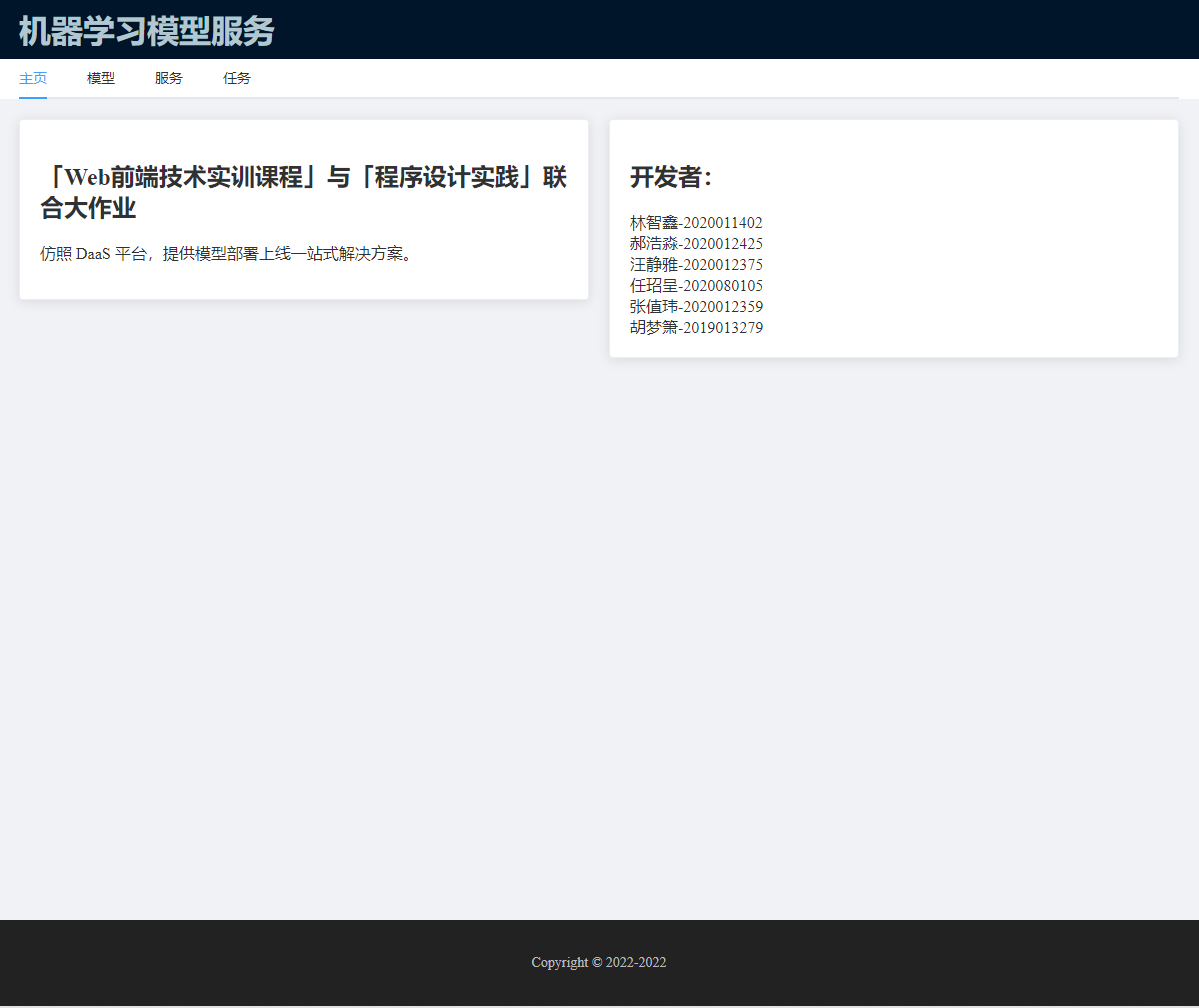 机器学习模型服务
主页 模型 服务 任务
「Web前端技术实训课程」与「程序设计实践」联
合大作业
仿照 DaaS 平台，提供模型部署上线一站式解决方案。
开发者：
林智鑫-2020011402
郝浩淼-2020012425
汪静雅-2020012375
任玿呈-2020080105
张值玮-2020012359
胡梦箫-2019013279
Copyright © 2022-2022